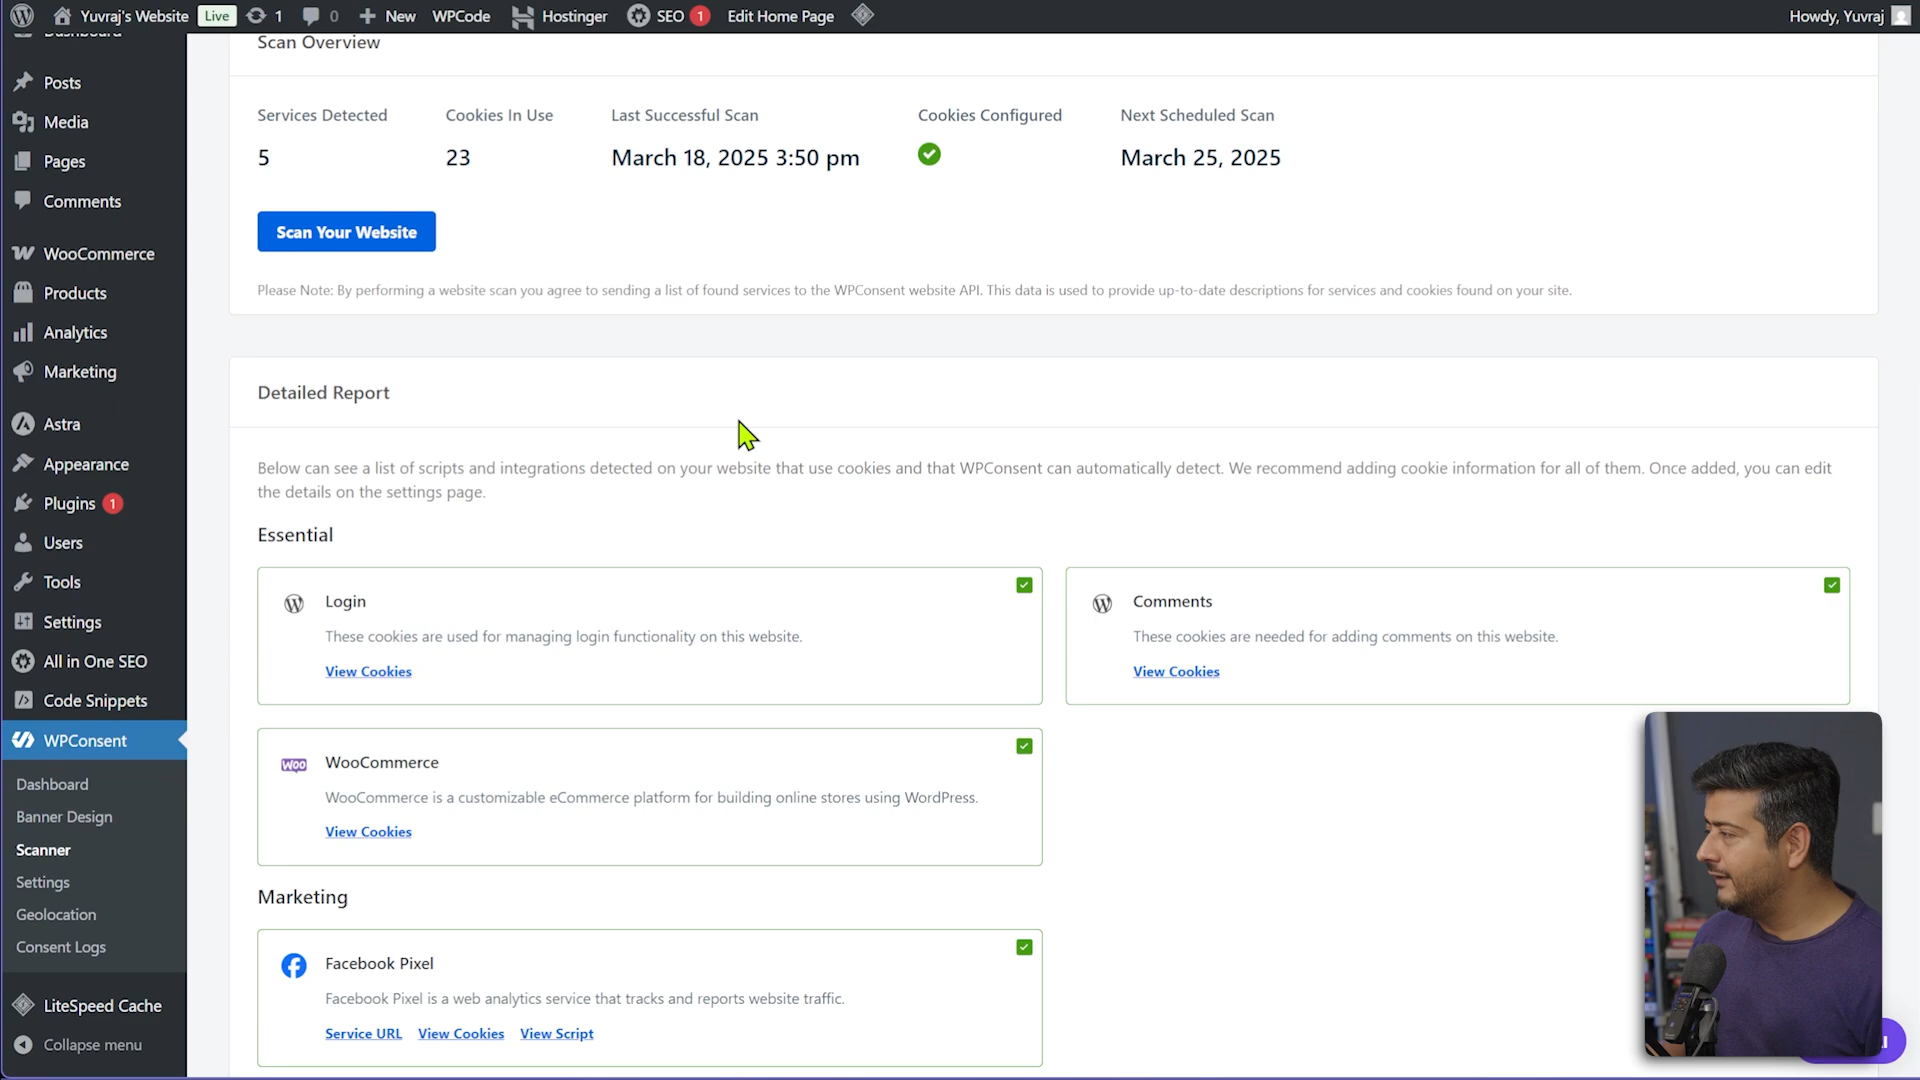 Yuvraj's Website Live 1 0 New WPCode Hostinger SEO 1 Edit Home Page Howdy, Yuvraj
Dashboard
Posts
Media
Pages
Comments
WooCommerce
Products
Analytics
Marketing
Astra
Appearance
Plugins 1
Users
Tools
Settings
All in One SEO
Code Snippets
WPConsent
Dashboard
Banner Design
Scanner
Settings
Geolocation
Consent Logs
LiteSpeed Cache
Collapse menu
Scan Overview
Services Detected Cookies In Use Last Successful Scan Cookies Configured Next Scheduled Scan
5 23 March 18, 2025 3:50 pm March 25, 2025
Scan Your Website
Please Note: By performing a website scan you agree to sending a list of found services to the WPConsent website API. This data is used to provide up-to-date descriptions for services and cookies found on your site.
Detailed Report
Below can see a list of scripts and integrations detected on your website that use cookies and that WPConsent can automatically detect. We recommend adding cookie information for all of them. Once added, you can edit
the details on the settings page.
Essential
Login
These cookies are used for managing login functionality on this website.
View Cookies
Comments
These cookies are needed for adding comments on this website.
View Cookies
Woo WooCommerce
WooCommerce is a customizable eCommerce platform for building online stores using WordPress.
View Cookies
Marketing
Facebook Pixel
Facebook Pixel is a web analytics service that tracks and reports website traffic.
Service URL View Cookies View Script